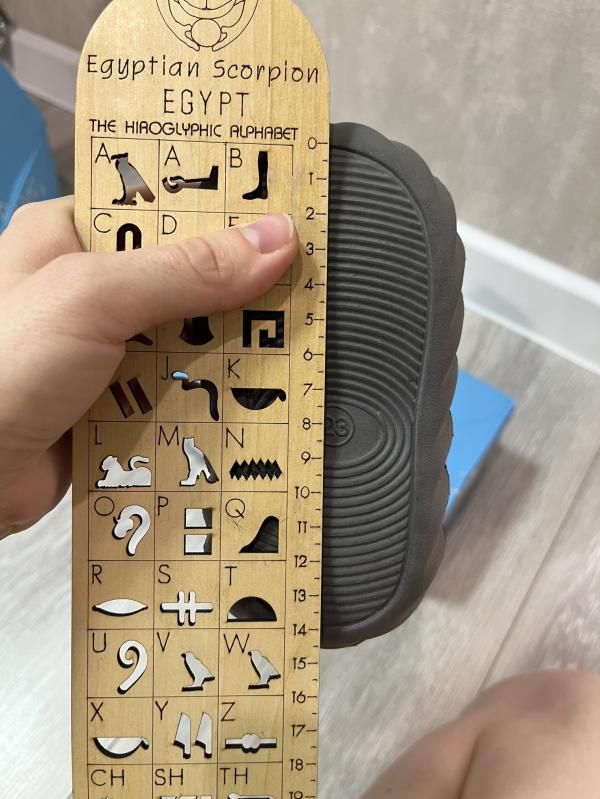 Egyptian Scorpion
EGYPT
THE HIROGLYPHIC ALPHABET
A A B
C D
J K
L M N
O P Q
R S T
U V W
X Y Z
CH SH TH
0
1
2
3
4
5
6
7
8
9
10
11
12
13
14
15
16
17
18
19
23